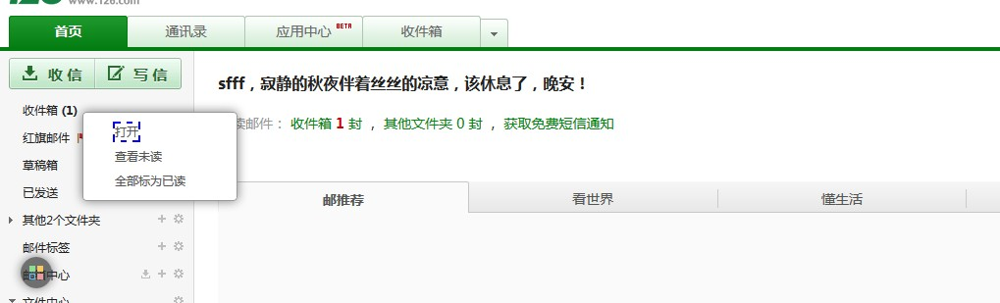 www.126.com
首页 通讯录 应用中心 BETA 收件箱
收信 写信
sfff，寂静的秋夜伴着丝丝的凉意，该休息了，晚安！
收件箱 (1)
读邮件： 收件箱 1 封 ， 其他文件夹 0 封 ， 获取免费短信通知
打开
红旗邮件
查看未读
草稿箱
全部标为已读
已发送
邮推荐 看世界 懂生活
其他2个文件夹
邮件标签
中心
文件中心